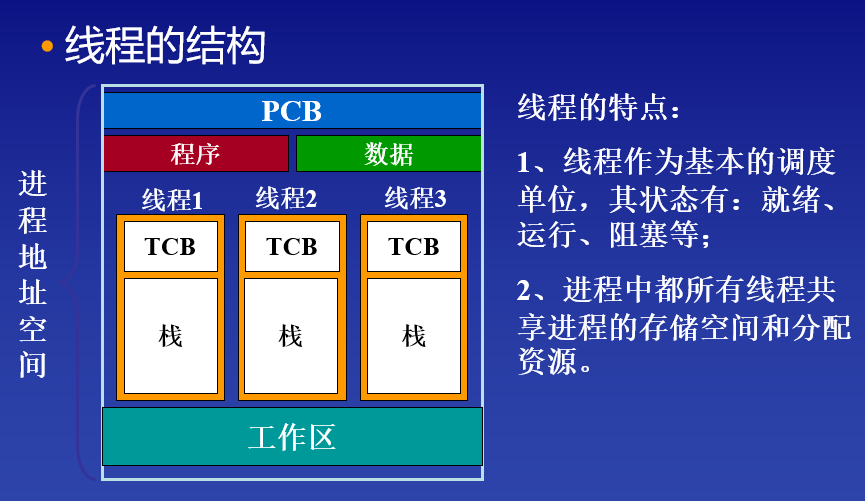 线程的结构
进程地址空间
PCB
程序 数据
线程1 线程2 线程3
TCB TCB TCB
栈 栈 栈
工作区
线程的特点：
1、线程作为基本的调度
单位，其状态有：就绪、
运行、阻塞等；
2、进程中都所有线程共
享进程的存储空间和分配
资源。